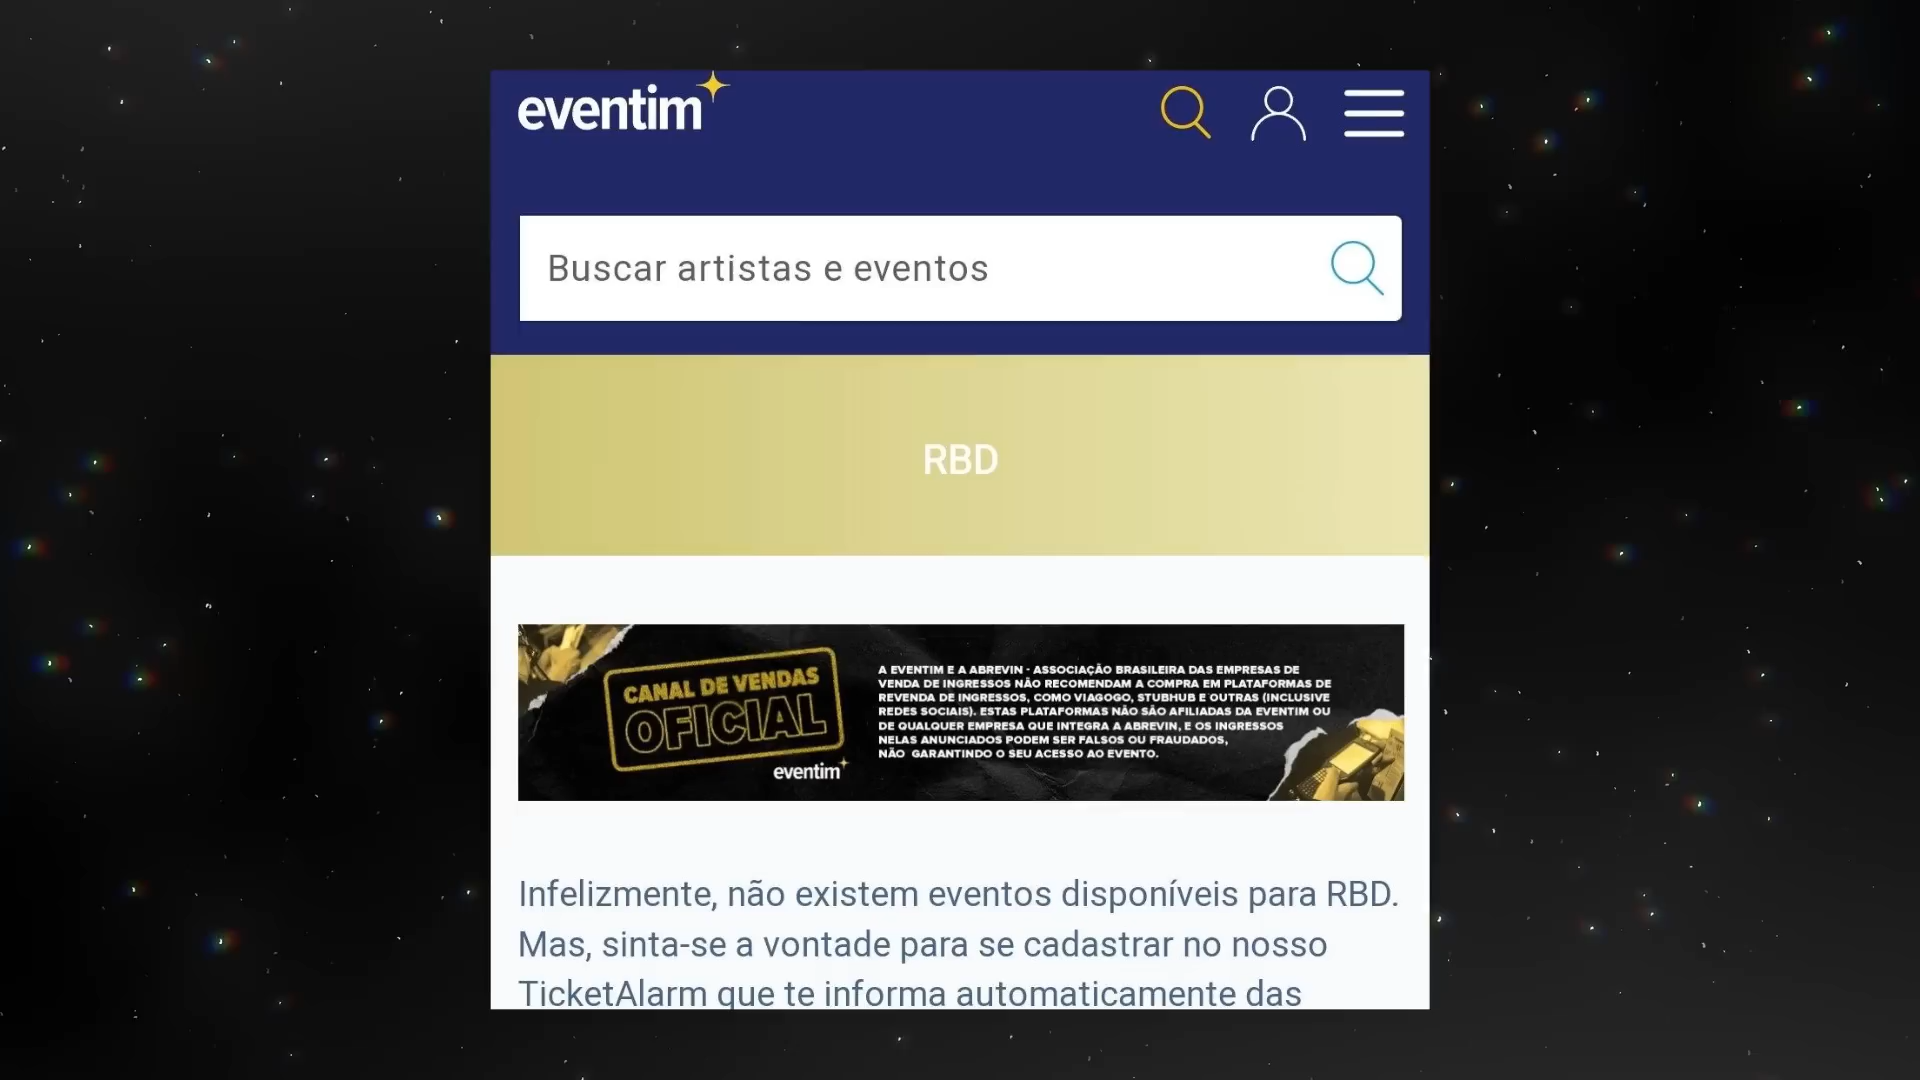 eventim
Buscar artistas e eventos
RBD
CANAL DE VENDAS
OFICIAL
eventim
A EVENTIM E A ABREVIN - ASSOCIAÇÃO BRASILEIRA DAS EMPRESAS DE
VENDA DE INGRESSOS NÃO RECOMENDAM A COMPRA EM PLATAFORMAS DE
REVENDA DE INGRESSOS, COMO VIAGOGO, STUBHUB E OUTRAS (INCLUSIVE
REDES SOCIAIS). ESTAS PLATAFORMAS NÃO SÃO AFILIADAS DA EVENTIM OU
DE QUALQUER EMPRESA QUE INTEGRA A ABREVIN, E OS INGRESSOS
NELAS ANUNCIADOS PODEM SER FALSOS OU FRAUDADOS,
NÃO GARANTINDO O SEU ACESSO AO EVENTO.
Infelizmente, não existem eventos disponíveis para RBD.
Mas, sinta-se a vontade para se cadastrar no nosso
TicketAlarm que te informa automaticamente das